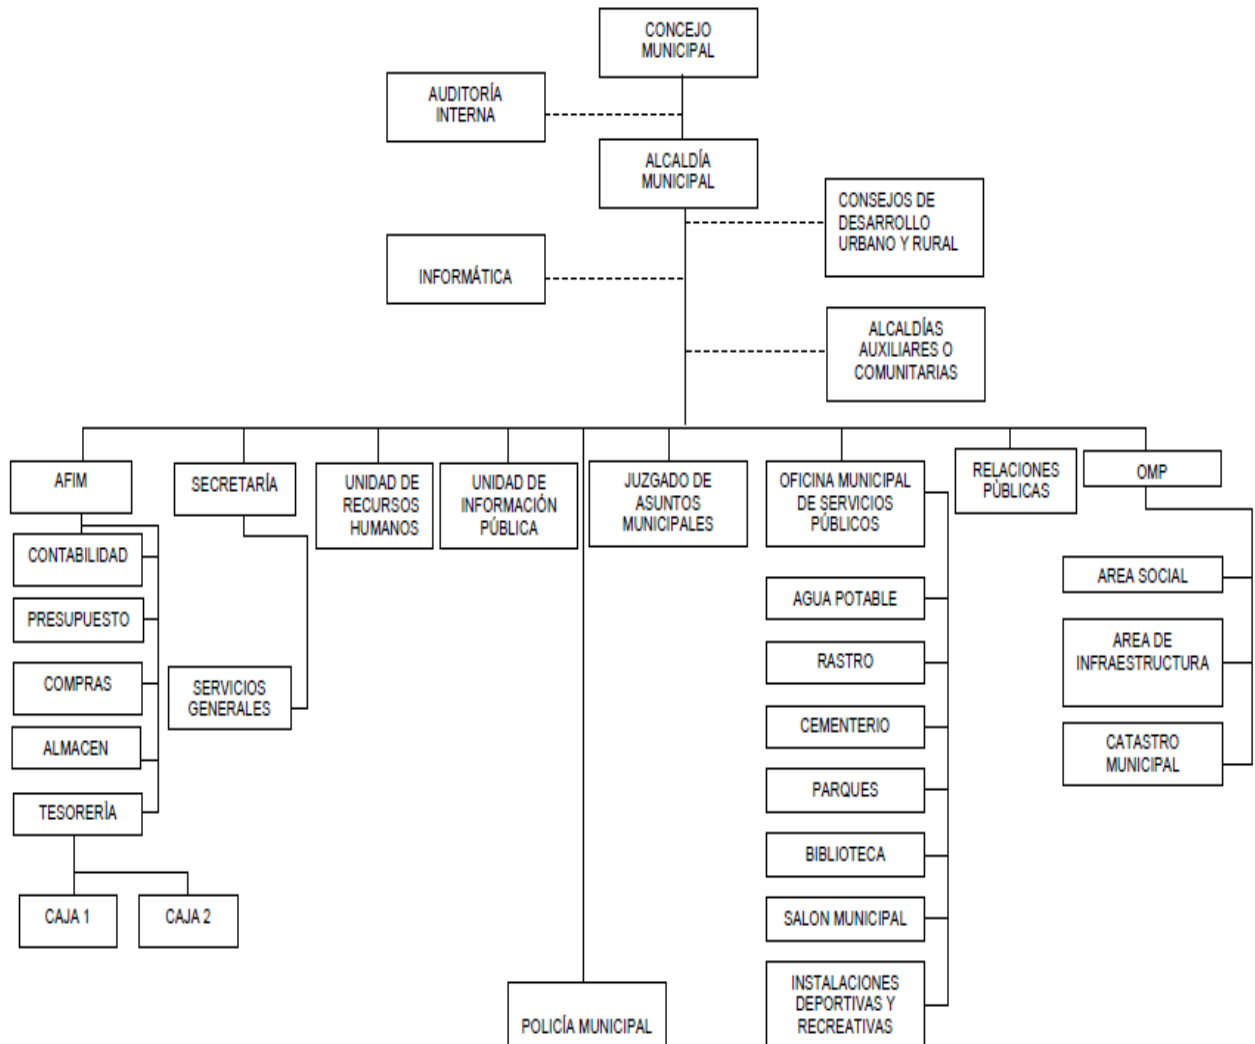 CONCEJO
MUNICIPAL
AUDITORÍA
INTERNA
ALCALDÍA
MUNICIPAL
CONSEJOS DE
DESARROLLO
URBANO Y RURAL
INFORMÁTICA
ALCALDÍAS
AUXILIARES O
COMUNITARIAS
AFIM
SECRETARÍA
UNIDAD DE
RECURSOS
HUMANOS
UNIDAD DE
INFORMACIÓN
PÚBLICA
JUZGADO DE
ASUNTOS
MUNICIPALES
OFICINA MUNICIPAL
DE SERVICIOS
PÚBLICOS
RELACIONES
PÚBLICAS
OMP
CONTABILIDAD
PRESUPUESTO
COMPRAS
ALMACEN
TESORERÍA
CAJA 1
CAJA 2
SERVICIOS
GENERALES
AGUA POTABLE
RASTRO
CEMENTERIO
PARQUES
BIBLIOTECA
SALON MUNICIPAL
INSTALACIONES
DEPORTIVAS Y
RECREATIVAS
AREA SOCIAL
AREA DE
INFRAESTRUCTURA
CATASTRO
MUNICIPAL
POLICÍA MUNICIPAL